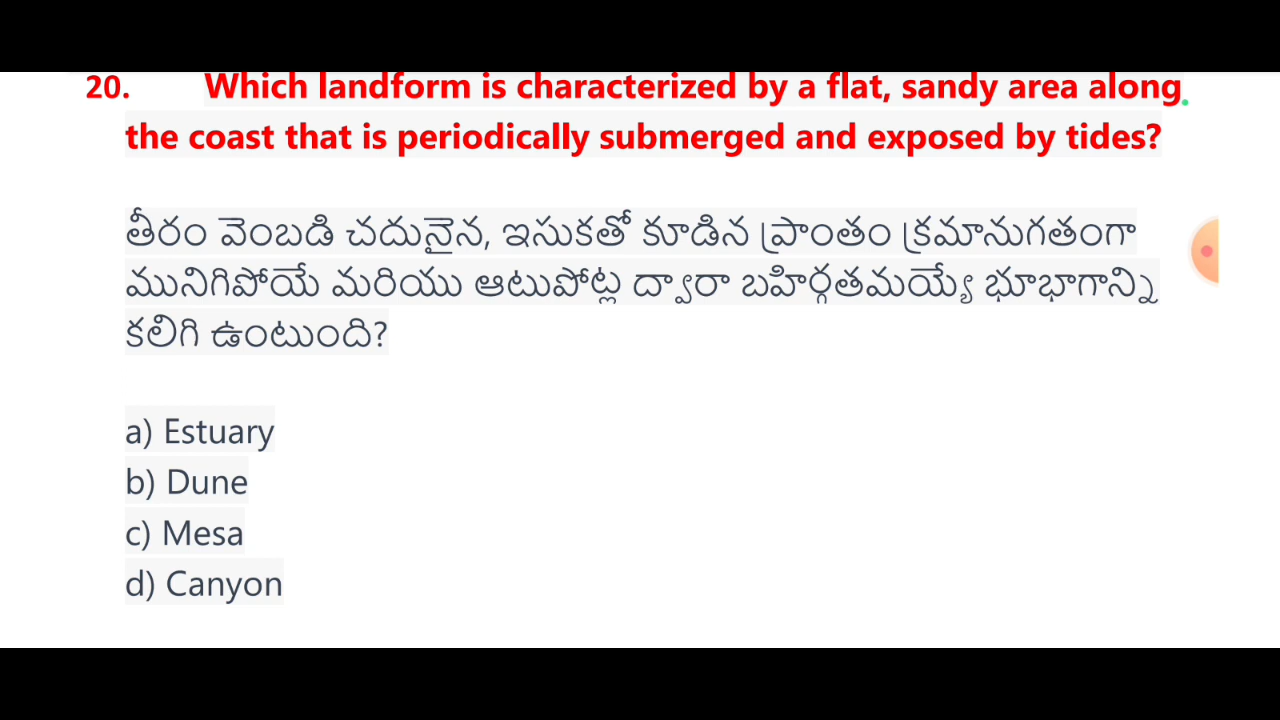 20. Which landform is characterized by a flat, sandy area along
the coast that is periodically submerged and exposed by tides?
తీరం వెంబడి చదునైన, ఇసుకతో కూడిన ప్రాంతం క్రమానుగతంగా
మునిగిపోయే మరియు ఆటుపోట్ల ద్వారా బహిర్గతమయ్యే భూభాగాన్ని
కలిగి ఉంటుంది?
a) Estuary
b) Dune
c) Mesa
d) Canyon